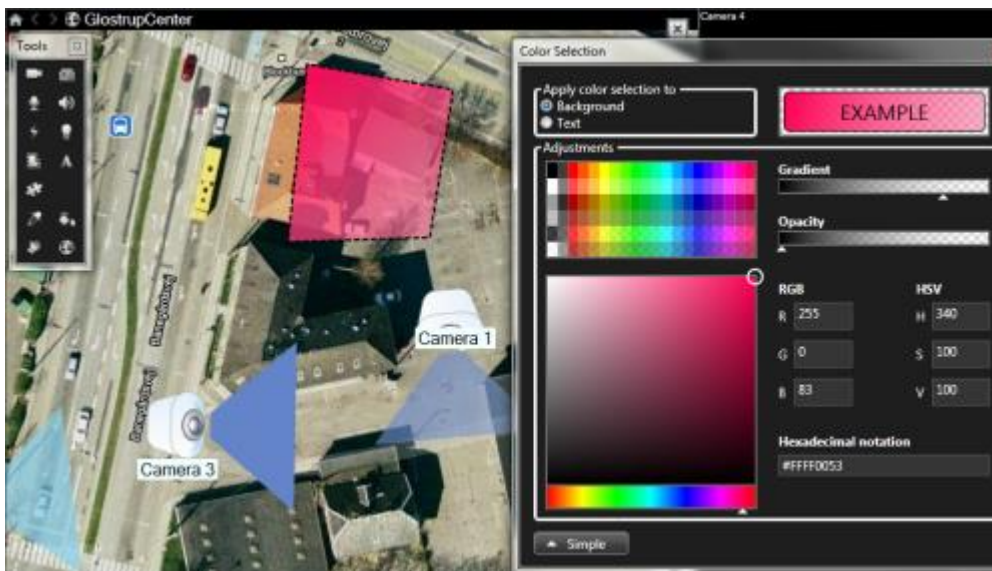 GlostrupCenter
Camera 4
Tools
Color Selection
Apply color selection to
Background
Text
EXAMPLE
Adjustments
Gradient
Opacity
RGB
HSV
R 255
H 340
G 0
S 100
B 83
V 100
Hexadecimal notation
#FFFF0053
Simple
A
Camera 1
Camera 3